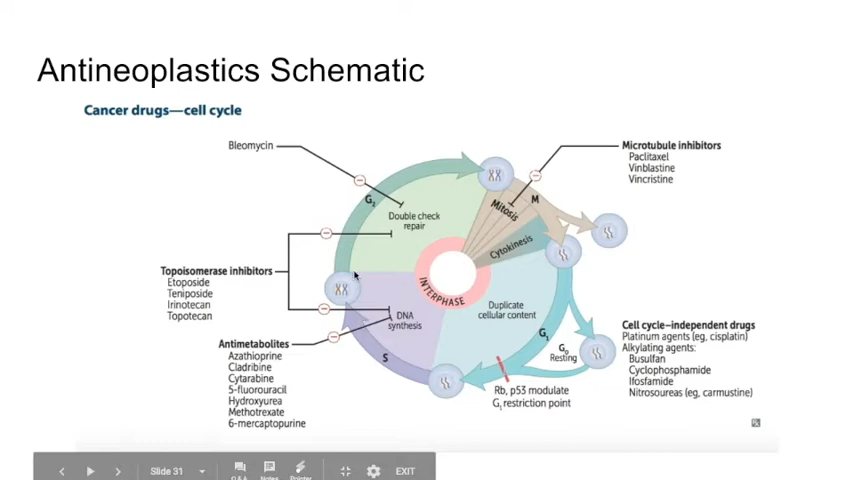 Antineoplastics Schematic
Cancer drugs—cell cycle
Bleomycin
Microtubule inhibitors
Paclitaxel
Vinblastine
Vincristine
G2
Double check
repair
Mitosis
M
Cytokinesis
INTERPHASE
Topoisomerase inhibitors
Etoposide
Teniposide
Irinotecan
Topotecan
DNA
synthesis
Duplicate
cellular content
G1
G0
Resting
S
Rb, p53 modulate
G1 restriction point
Antimetabolites
Azathioprine
Cladribine
Cytarabine
5-fluorouracil
Hydroxyurea
Methotrexate
6-mercaptopurine
Cell cycle–independent drugs
Platinum agents (eg, cisplatin)
Alkylating agents:
Busulfan
Cyclophosphamide
Ifosfamide
Nitrosoureas (eg, carmustine)
Slide 31
Q&A
Notes
Pointer
EXIT